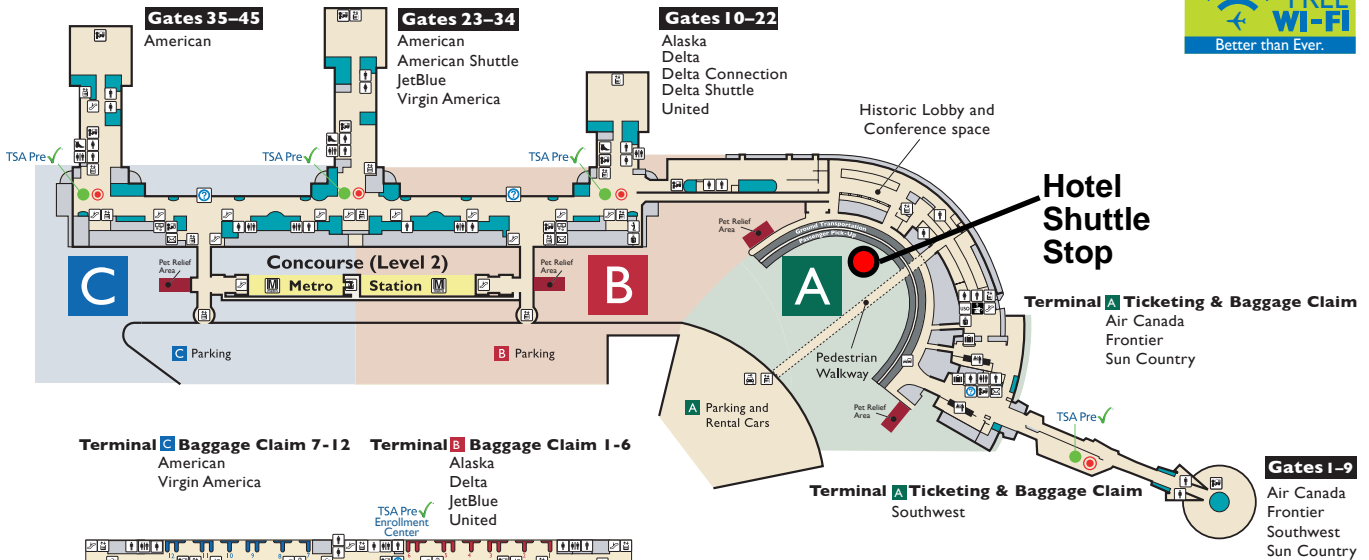 Gates 35–45
American
Gates 23–34
American
American Shuttle
JetBlue
Virgin America
Gates 10–22
Alaska
Delta
Delta Connection
Delta Shuttle
United
FREE
WI-FI
Better than Ever.
Historic Lobby and
Conference space
TSA Pre
TSA Pre
TSA Pre
Hotel
Shuttle
Stop
Pet Relief
Area
Ground Transportation
Passenger Pick-Up
C
Pet Relief
Area
Concourse (Level 2)
M Metro Station M
Pet Relief
Area
B
A
Terminal A Ticketing & Baggage Claim
Air Canada
Frontier
Sun Country
C Parking
B Parking
Pedestrian
Walkway
A Parking and
Rental Cars
Pet Relief
Area
TSA Pre
Terminal C Baggage Claim 7-12
American
Virgin America
Terminal B Baggage Claim 1-6
Alaska
Delta
JetBlue
United
TSA Pre
Enrollment
Center
Terminal A Ticketing & Baggage Claim
Southwest
Gates 1–9
Air Canada
Frontier
Southwest
Sun Country